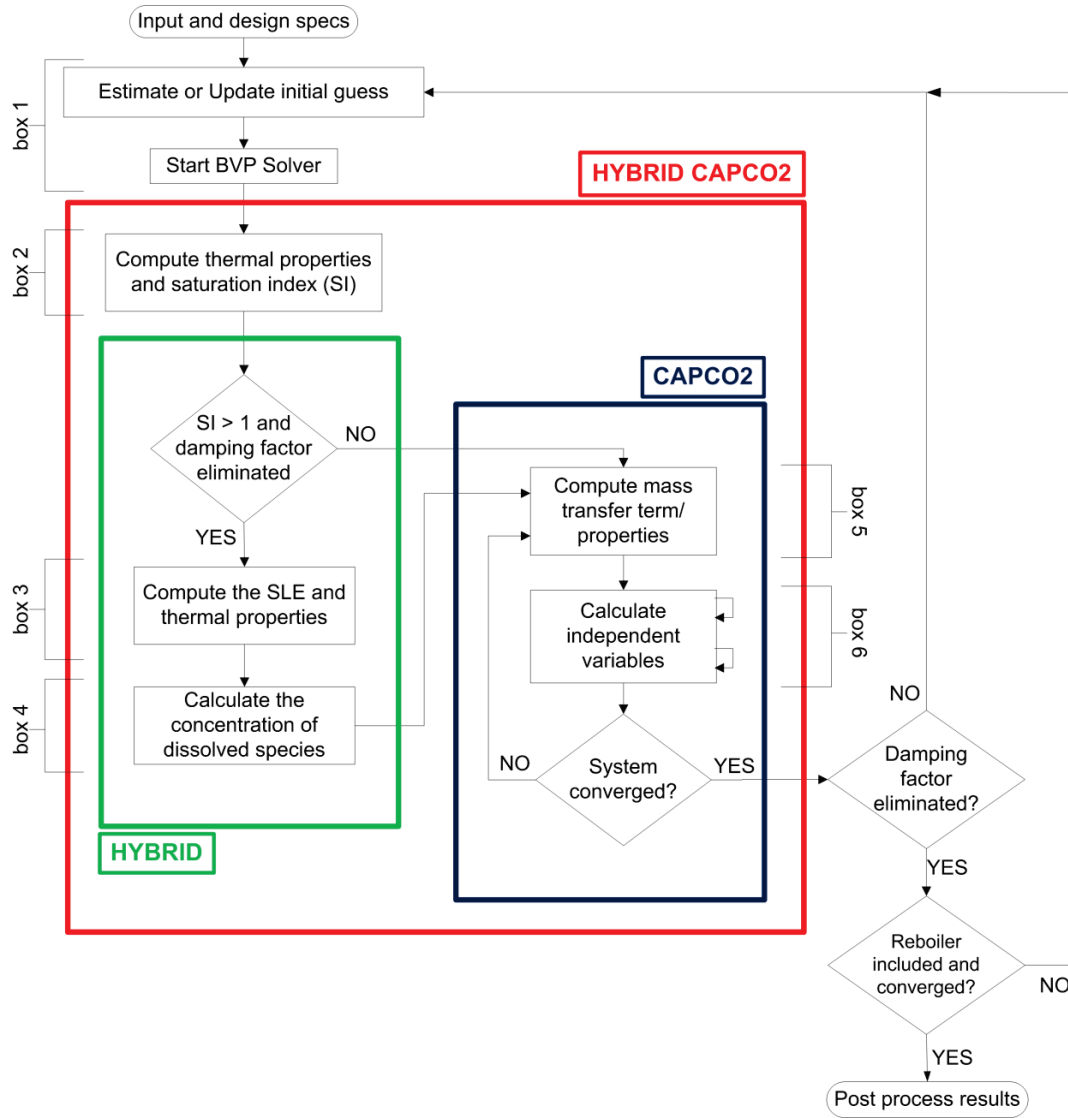 Input and design specs
Estimate or Update initial guess
box 1
Start BVP Solver
HYBRID CAPCO2
box 2
Compute thermal properties
and saturation index (SI)
CAPCO2
SI > 1 and
damping factor
eliminated
NO
YES
Compute mass
transfer term/
properties
box 5
box 3
Compute the SLE and
thermal properties
Calculate
independent
variables
box 6
box 4
Calculate the
concentration of
dissolved species
NO
System
converged?
YES
NO
Damping
factor
eliminated?
HYBRID
YES
Reboiler
included and
converged?
NO
YES
Post process results